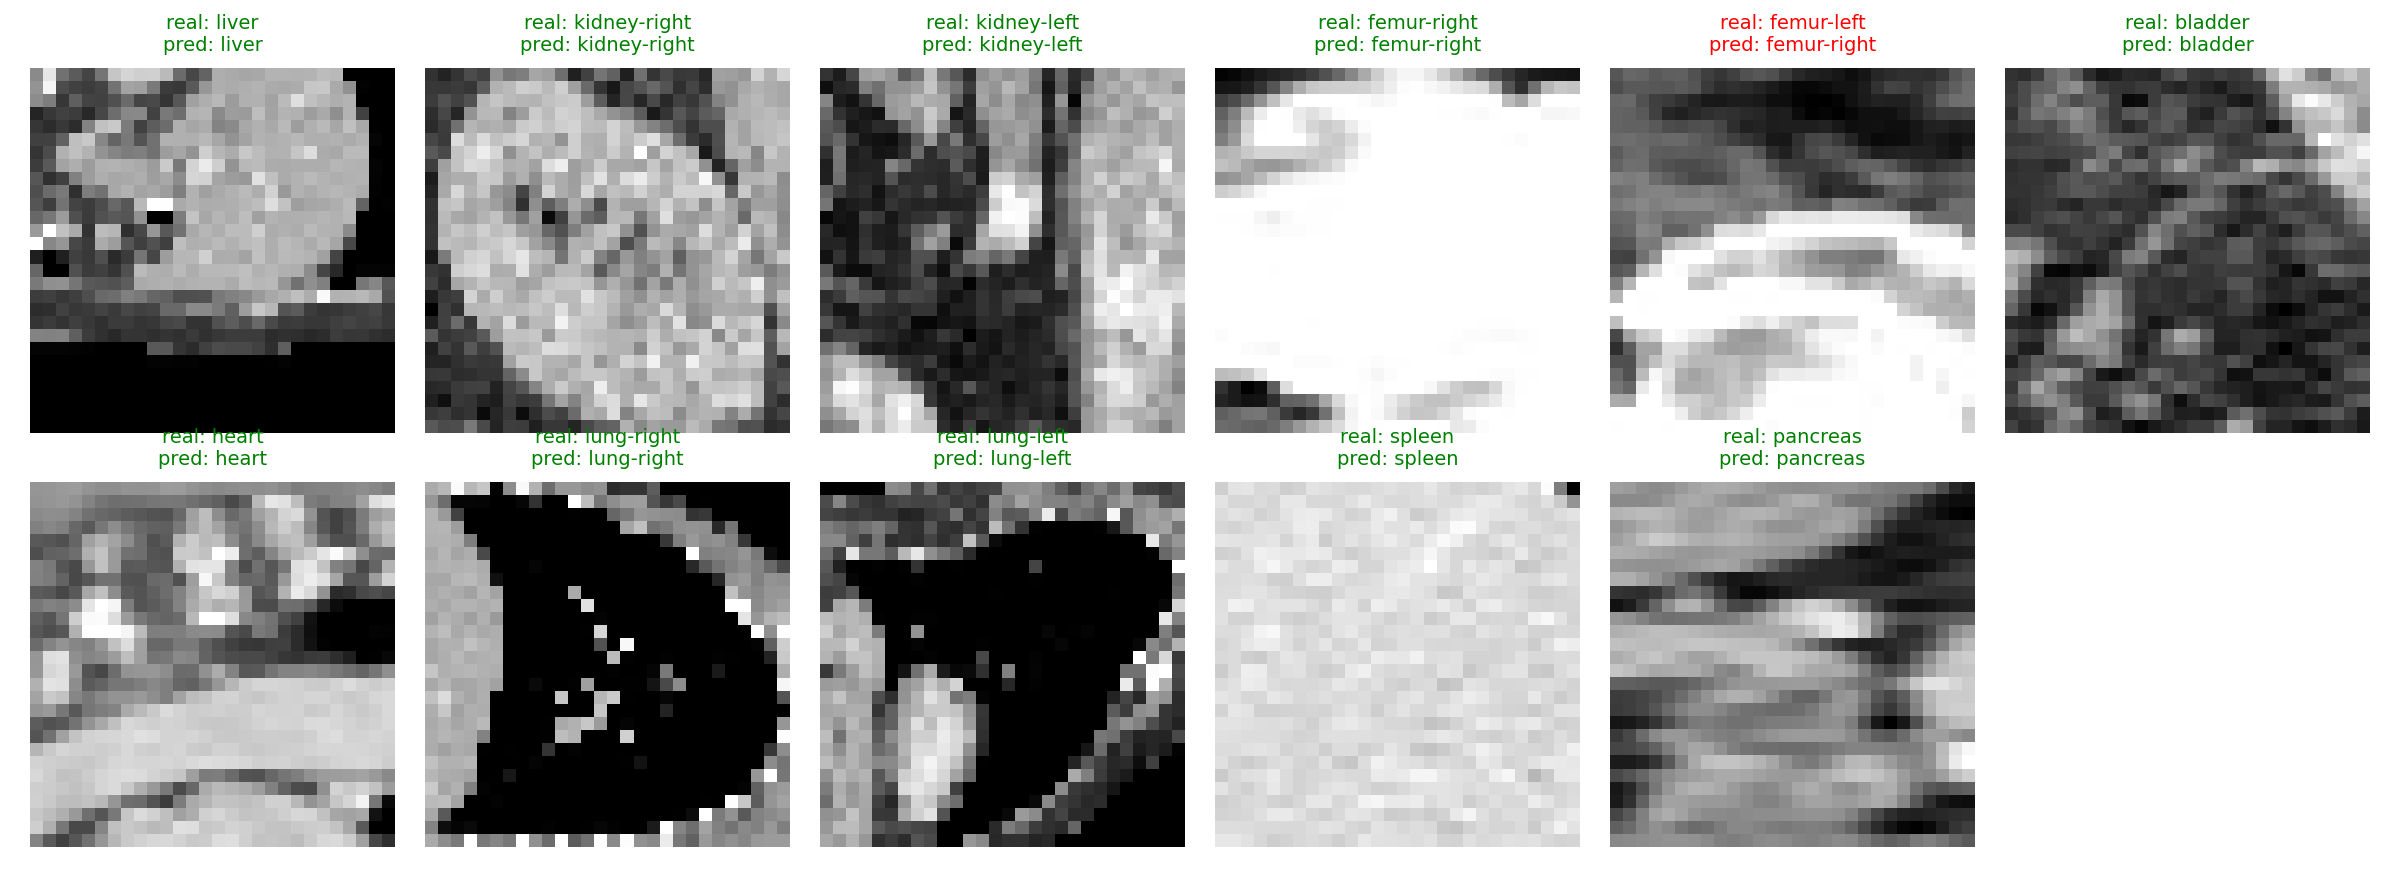 real: liver
pred: liver
real: kidney-right
pred: kidney-right
real: kidney-left
pred: kidney-left
real: femur-right
pred: femur-right
real: femur-left
pred: femur-right
real: bladder
pred: bladder
real: heart
pred: heart
real: lung-right
pred: lung-right
real: lung-left
pred: lung-left
real: spleen
pred: spleen
real: pancreas
pred: pancreas